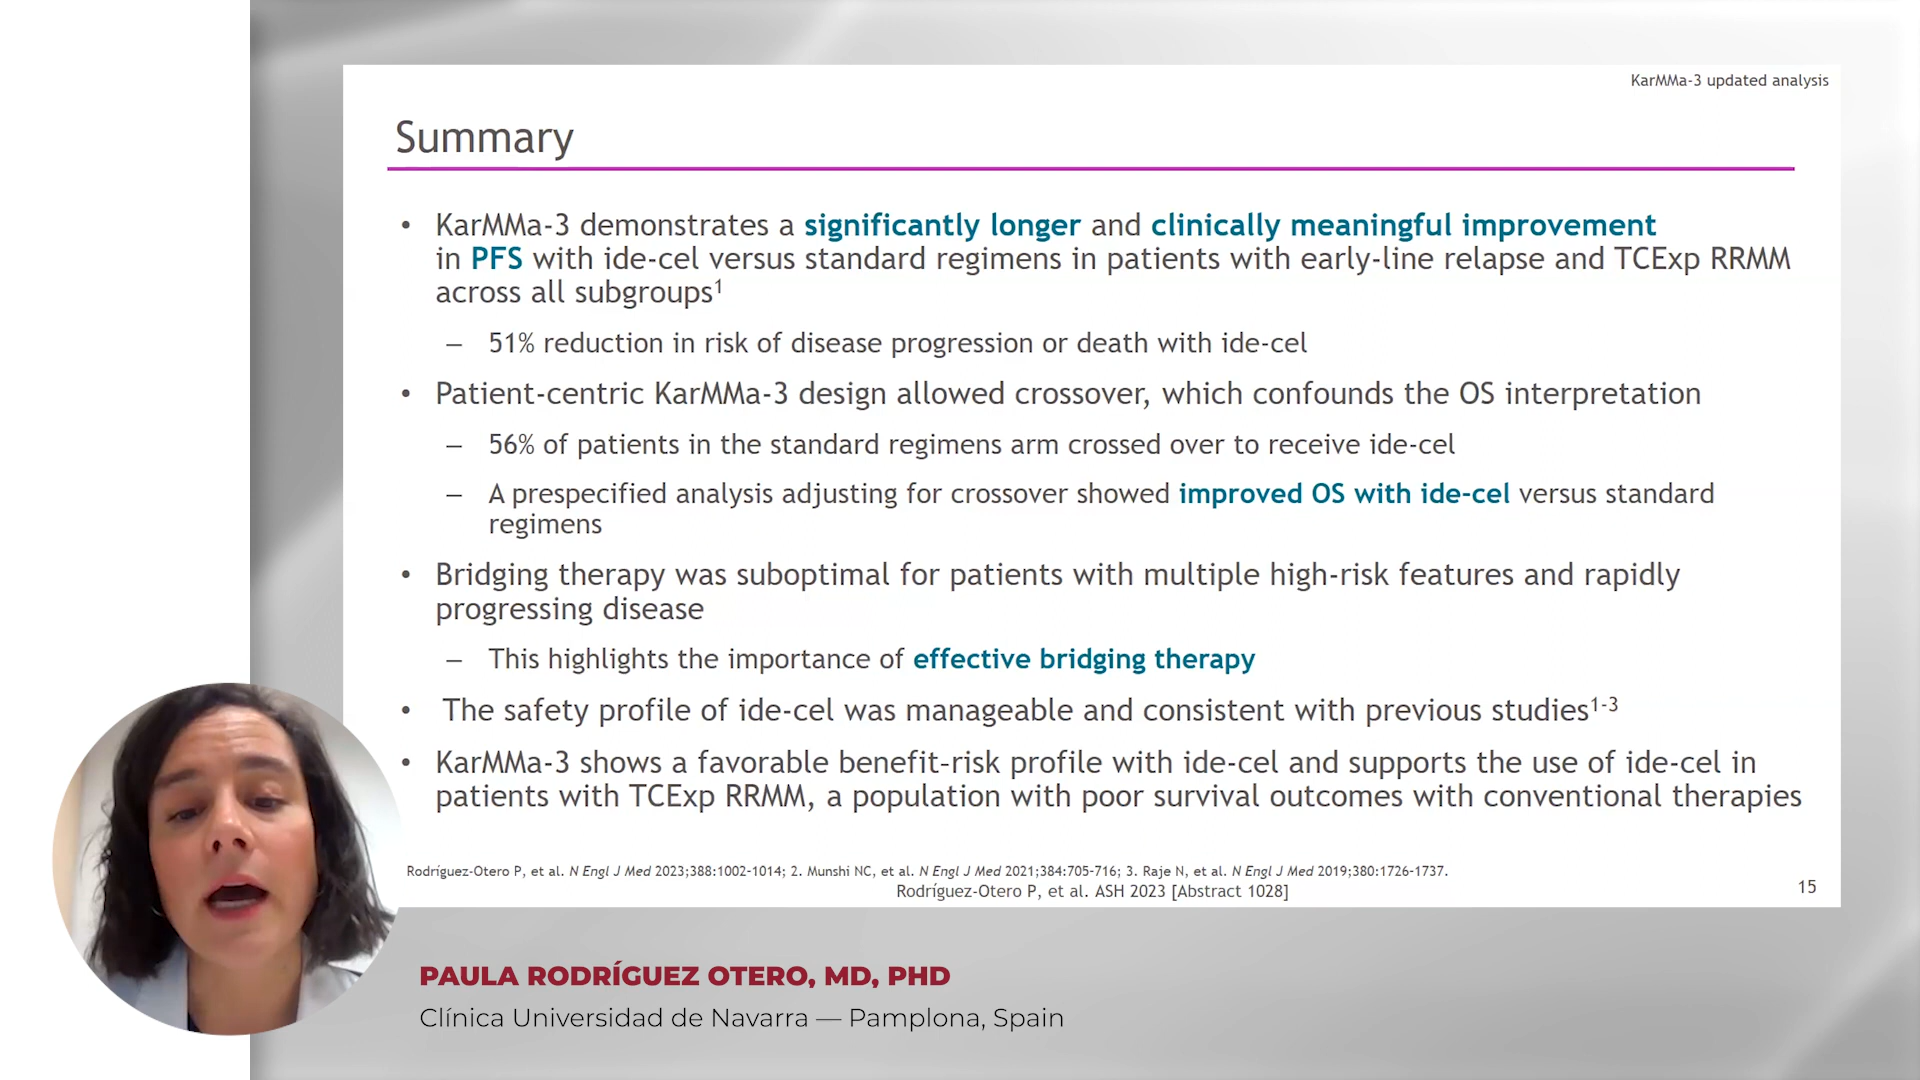 KarMMa-3 updated analysis
Summary
• KarMMa-3 demonstrates a significantly longer and clinically meaningful improvement
in PFS with ide-cel versus standard regimens in patients with early-line relapse and TCExp RRMM
across all subgroups¹
– 51% reduction in risk of disease progression or death with ide-cel
• Patient-centric KarMMa-3 design allowed crossover, which confounds the OS interpretation
– 56% of patients in the standard regimens arm crossed over to receive ide-cel
– A prespecified analysis adjusting for crossover showed improved OS with ide-cel versus standard
regimens
• Bridging therapy was suboptimal for patients with multiple high-risk features and rapidly
progressing disease
– This highlights the importance of effective bridging therapy
• The safety profile of ide-cel was manageable and consistent with previous studies¹⁻³
• KarMMa-3 shows a favorable benefit–risk profile with ide-cel and supports the use of ide-cel in
patients with TCExp RRMM, a population with poor survival outcomes with conventional therapies
Rodríguez-Otero P, et al. N Engl J Med 2023;388:1002-1014; 2. Munshi NC, et al. N Engl J Med 2021;384:705-716; 3. Raje N, et al. N Engl J Med 2019;380:1726-1737.
Rodríguez-Otero P, et al. ASH 2023 [Abstract 1028]
15
PAULA RODRÍGUEZ OTERO, MD, PHD
Clínica Universidad de Navarra — Pamplona, Spain